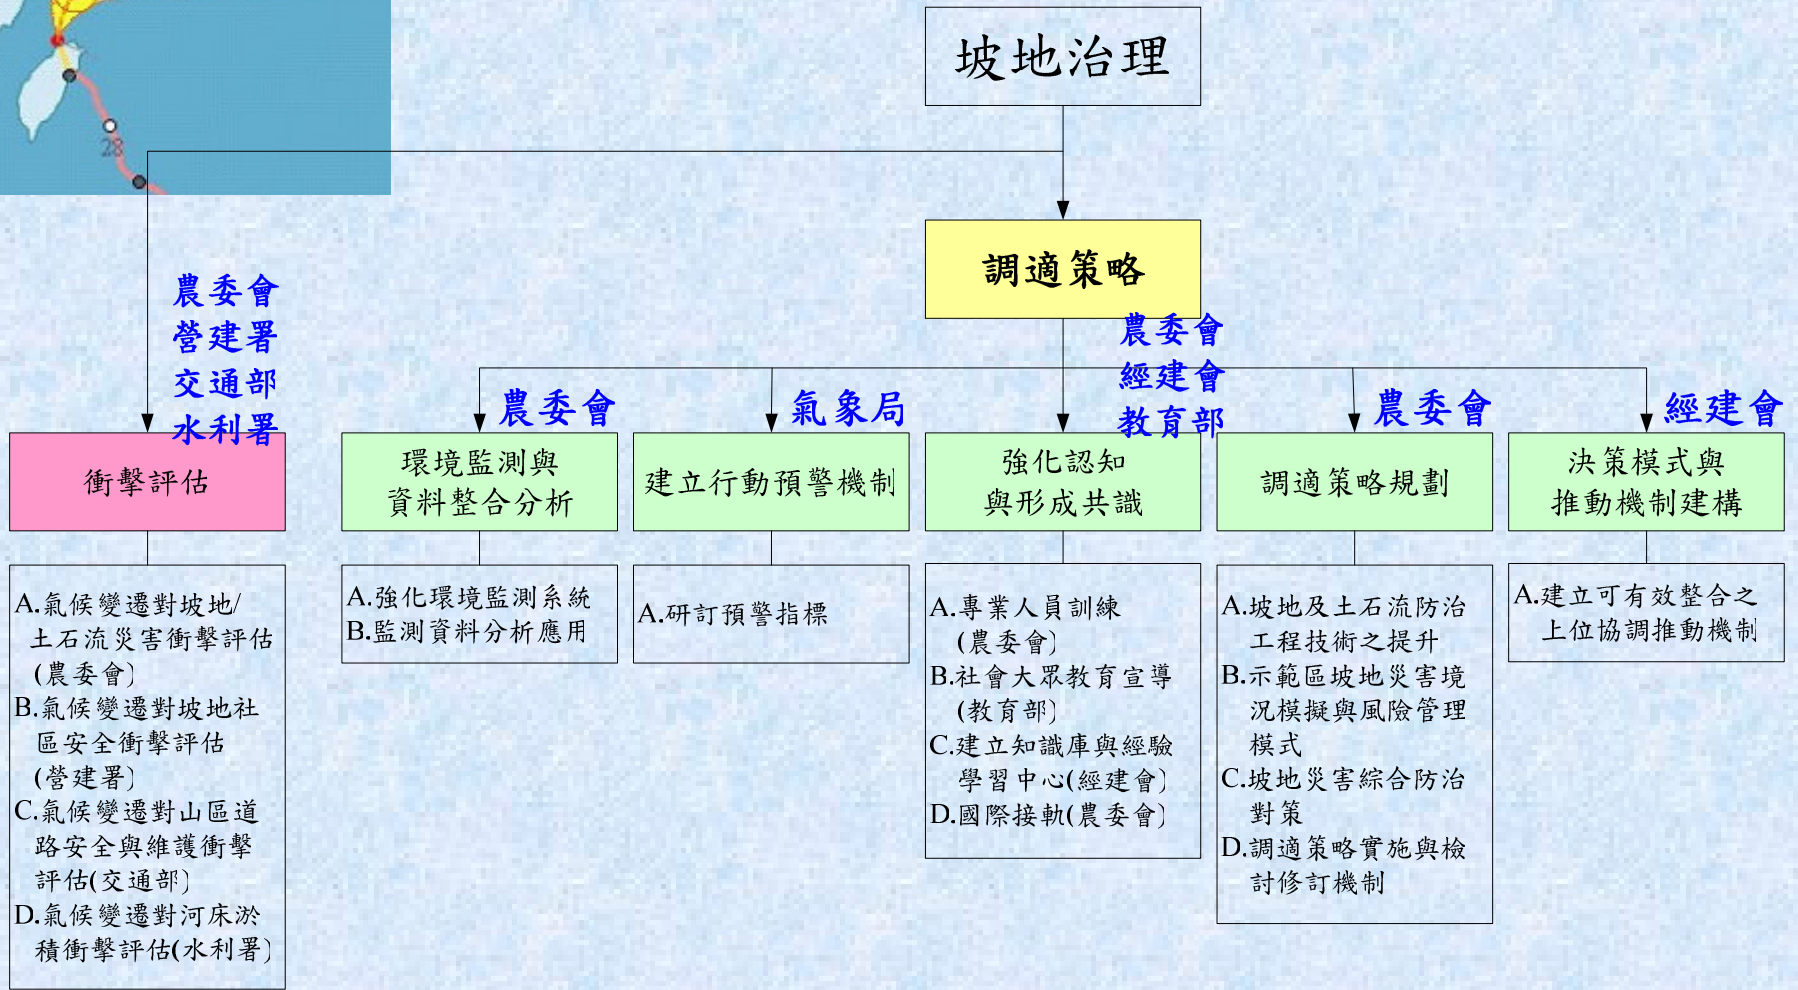 坡地治理
23
調適策略
農委會
營建署
交通部
水利署
農委會
氣象局
農委會
經建會
教育部
農委會
經建會
衝擊評估
環境監測與
資料整合分析
建立行動預警機制
強化認知
與形成共識
調適策略規劃
決策模式與
推動機制建構
A.氣候變遷對坡地/
土石流災害衝擊評估
(農委會)
B.氣候變遷對坡地社
區安全衝擊評估
(營建署)
C.氣候變遷對山區道
路安全與維護衝擊
評估(交通部)
D.氣候變遷對河床淤
積衝擊評估(水利署)
A.強化環境監測系統
B.監測資料分析應用
A.研訂預警指標
A.專業人員訓練
(農委會)
B.社會大眾教育宣導
(教育部)
C.建立知識庫與經驗
學習中心(經建會)
D.國際接軌(農委會)
A.坡地及土石流防治
工程技術之提升
B.示範區坡地災害境
況模擬與風險管理
模式
C.坡地災害綜合防治
對策
D.調適策略實施與檢
討修訂機制
A.建立可有效整合之
上位協調推動機制